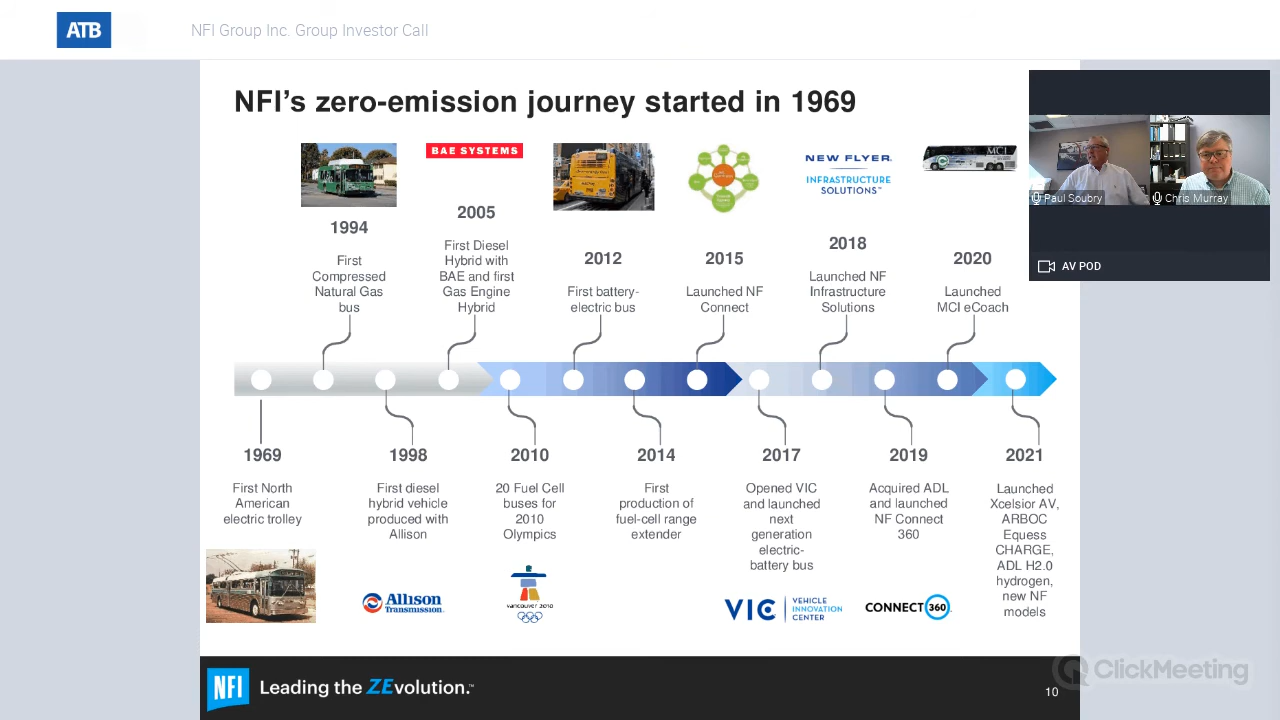 ATB
NFI Group Inc. Group Investor Call
NFI's zero-emission journey started in 1969
BAE SYSTEMS
NEW FLYER
INFRASTRUCTURE
SOLUTIONS™
MCI
Paul Soubry
Chris Murray
AV POD
1994
First
Compressed
Natural Gas
bus
2005
First Diesel
Hybrid with
BAE and first
Gas Engine
Hybrid
2012
First battery-
electric bus
2015
Launched NF
Connect
2018
Launched NF
Infrastructure
Solutions
2020
Launched
MCI eCoach
1969
First North
American
electric trolley
1998
First diesel
hybrid vehicle
produced with
Allison
Allison
Transmission
2010
20 Fuel Cell
buses for
2010
Olympics
vancouver 2010
2014
First
production of
fuel-cell range
extender
2017
Opened VIC
and launched
next
generation
electric-
battery bus
VIC
VEHICLE
INNOVATION
CENTER
2019
Acquired ADL
and launched
NF Connect
360
CONNECT 360
2021
Launched
Xcelsior AV,
ARBOC
Equess
CHARGE,
ADL H2.0
hydrogen,
new NF
models
NFI
Leading the ZEvolution.™
10
ClickMeeting